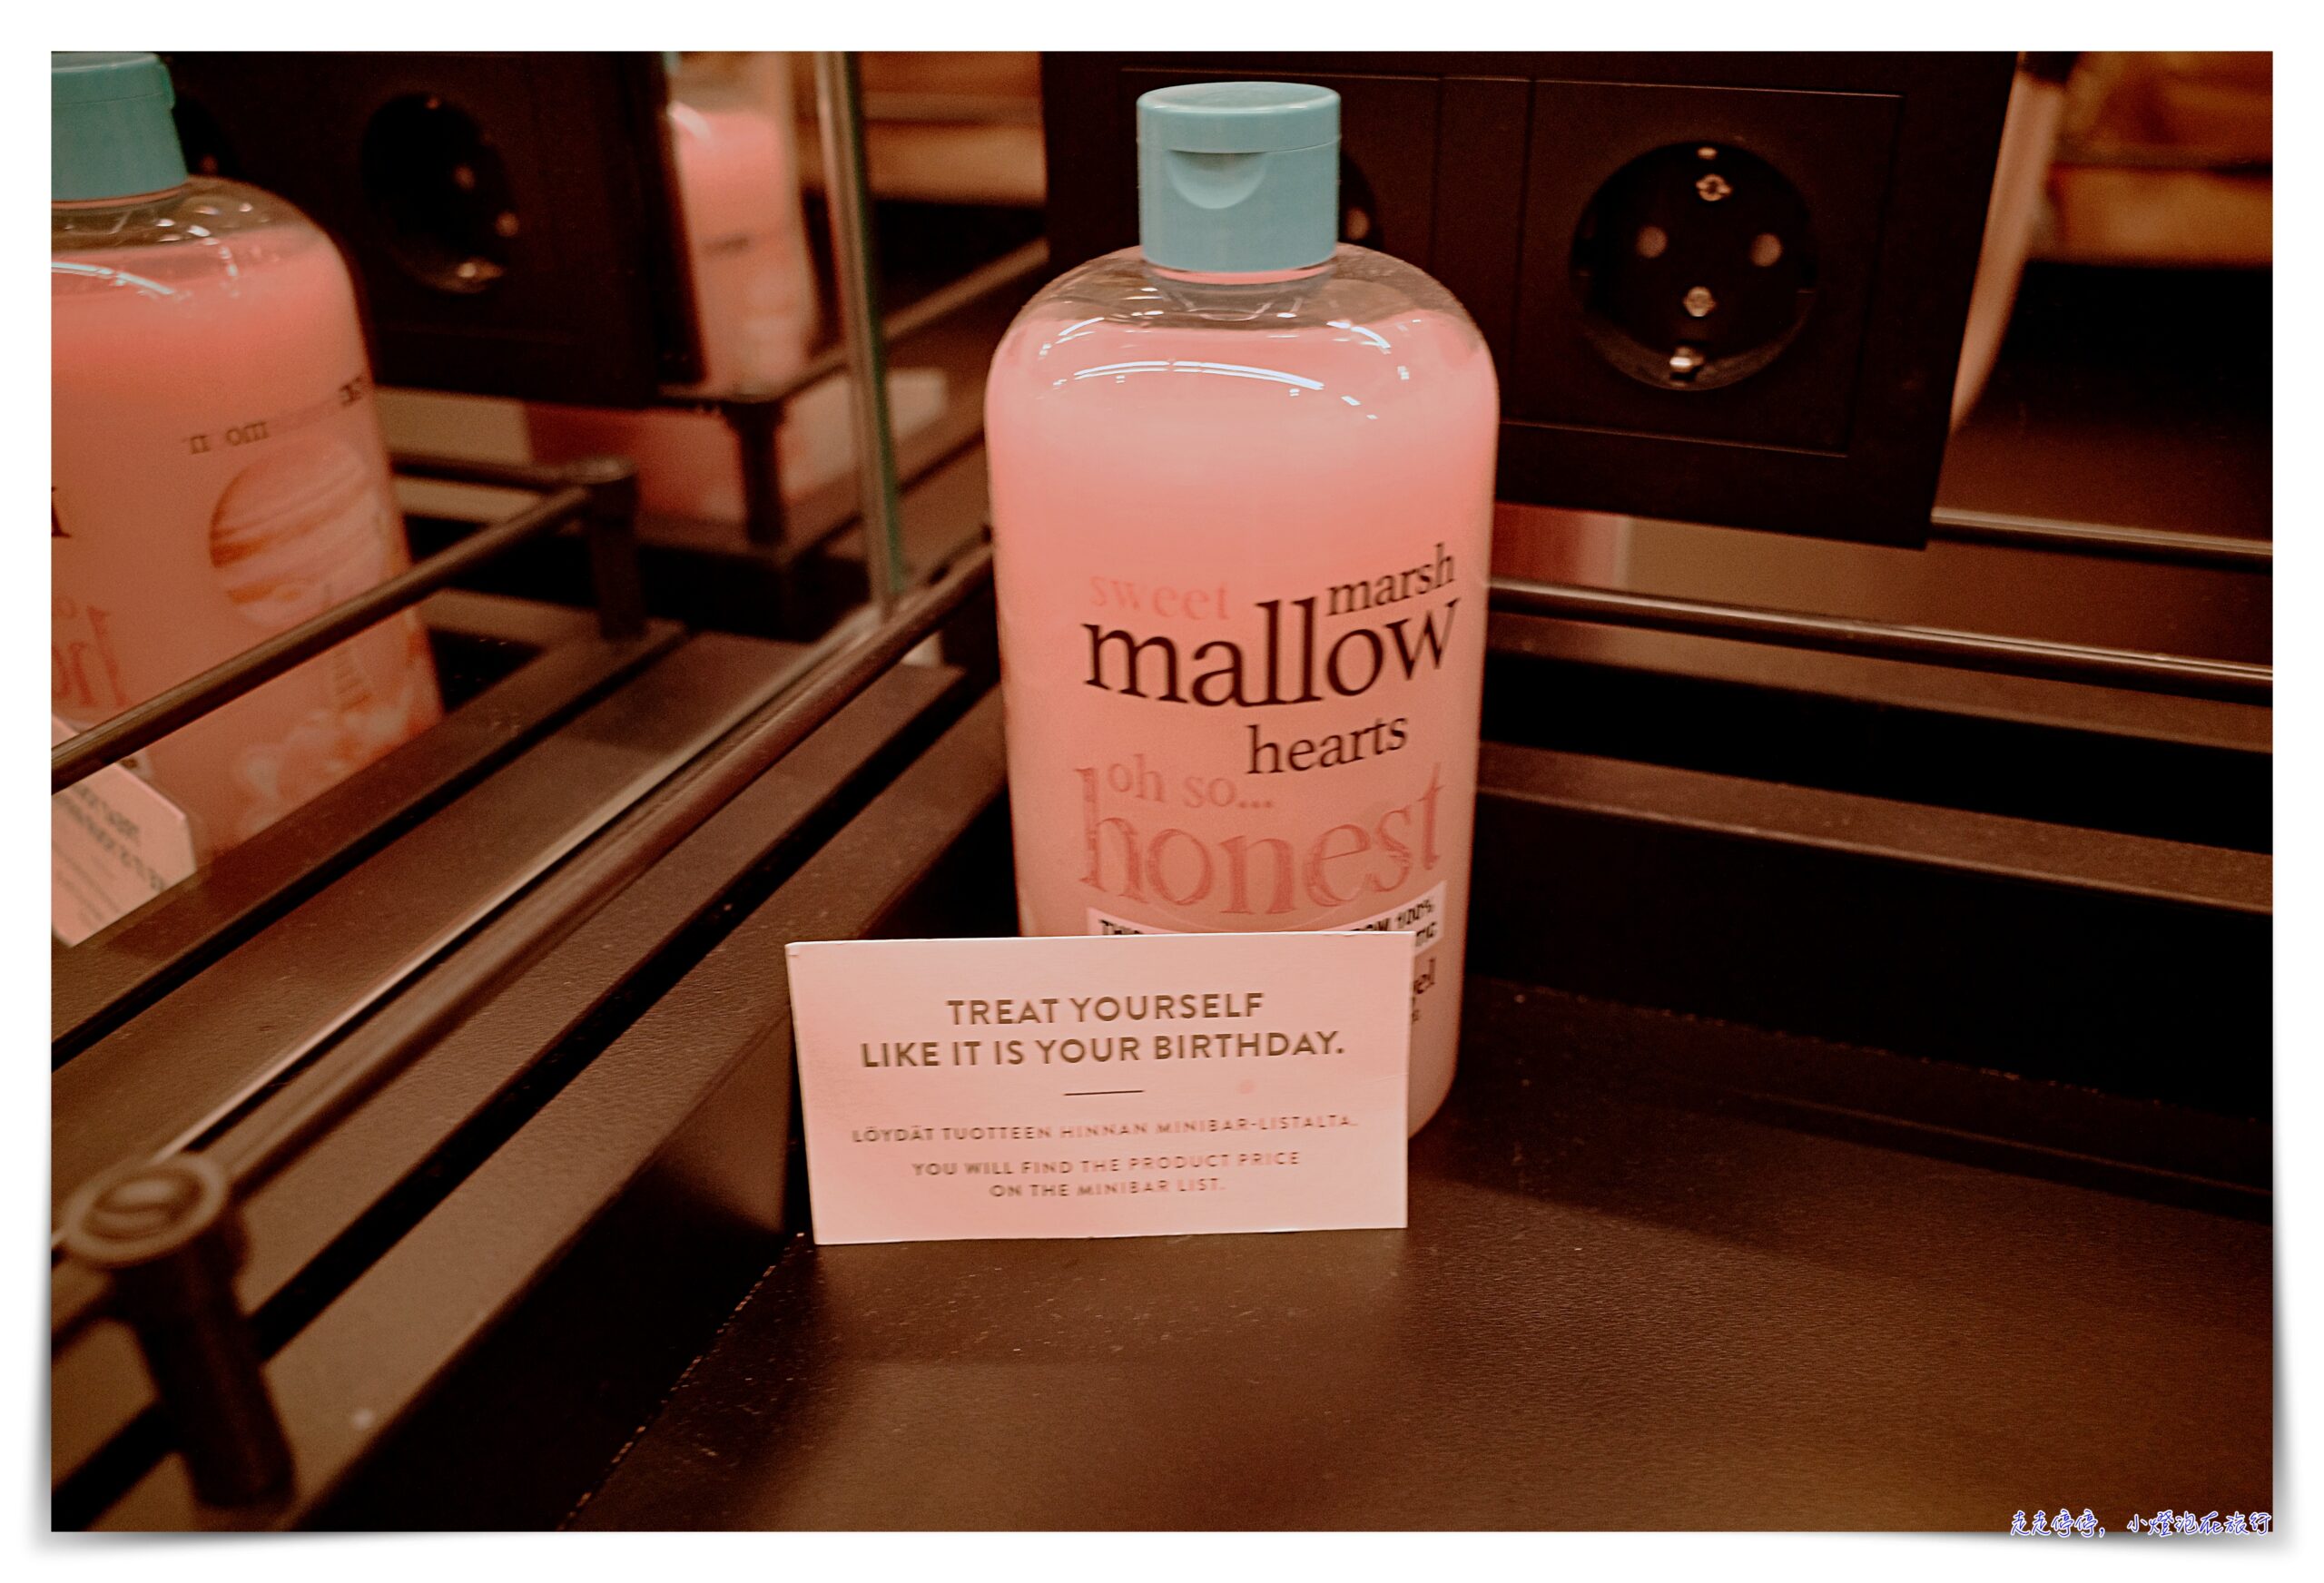 sweet
marsh
mallow
hearts
oh so...
honest
100%
TREAT YOURSELF
LIKE IT IS YOUR BIRTHDAY.
LÖYDÄT TUOTTEEN HINNAN MINIBAR-LISTALTA.
YOU WILL FIND THE PRODUCT PRICE
ON THE MINIBAR LIST.
走走停停，小燈泡在旅行